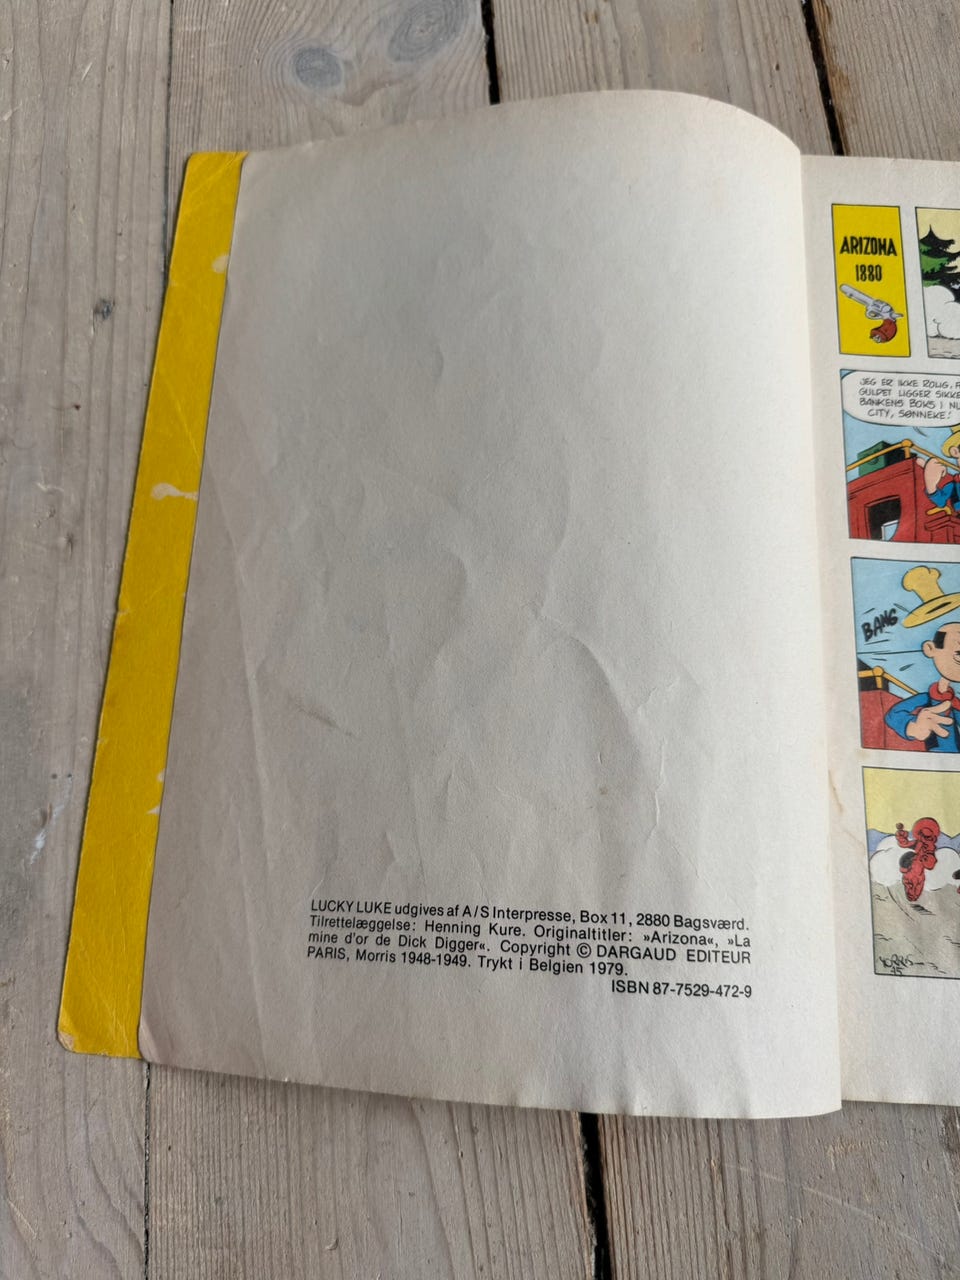 LUCKY LUKE udgives af A/S Interpresse, Box 11, 2880 Bagsværd.
Tilrettelæggelse: Henning Kure. Originaltitler: »Arizona«, »La
mine d'or de Dick Digger«. Copyright © DARGAUD EDITEUR
PARIS, Morris 1948-1949. Trykt i Belgien 1979.
ISBN 87-7529-472-9
ARIZONA
1880
JEG ER IKKE ROLIG,
GULDET LIGGER SIKKE
BANKENS BOKS I
CITY, SØNNEKE!
BANG
MORRIS